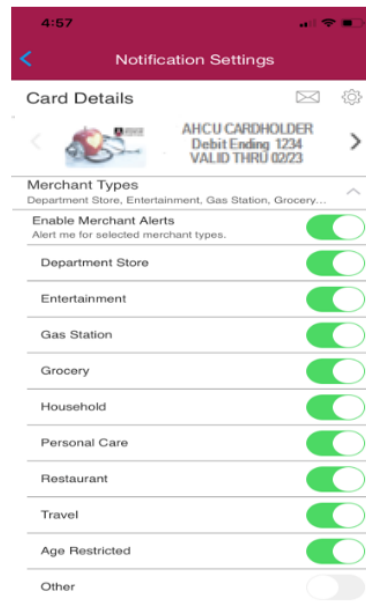 4:57
Notification Settings
Card Details
AHCU CARDHOLDER
Debit Ending 1234
VALID THRU 02/23
Merchant Types
Department Store, Entertainment, Gas Station, Grocery...
Enable Merchant Alerts
Alert me for selected merchant types.
Department Store
Entertainment
Gas Station
Grocery
Household
Personal Care
Restaurant
Travel
Age Restricted
Other